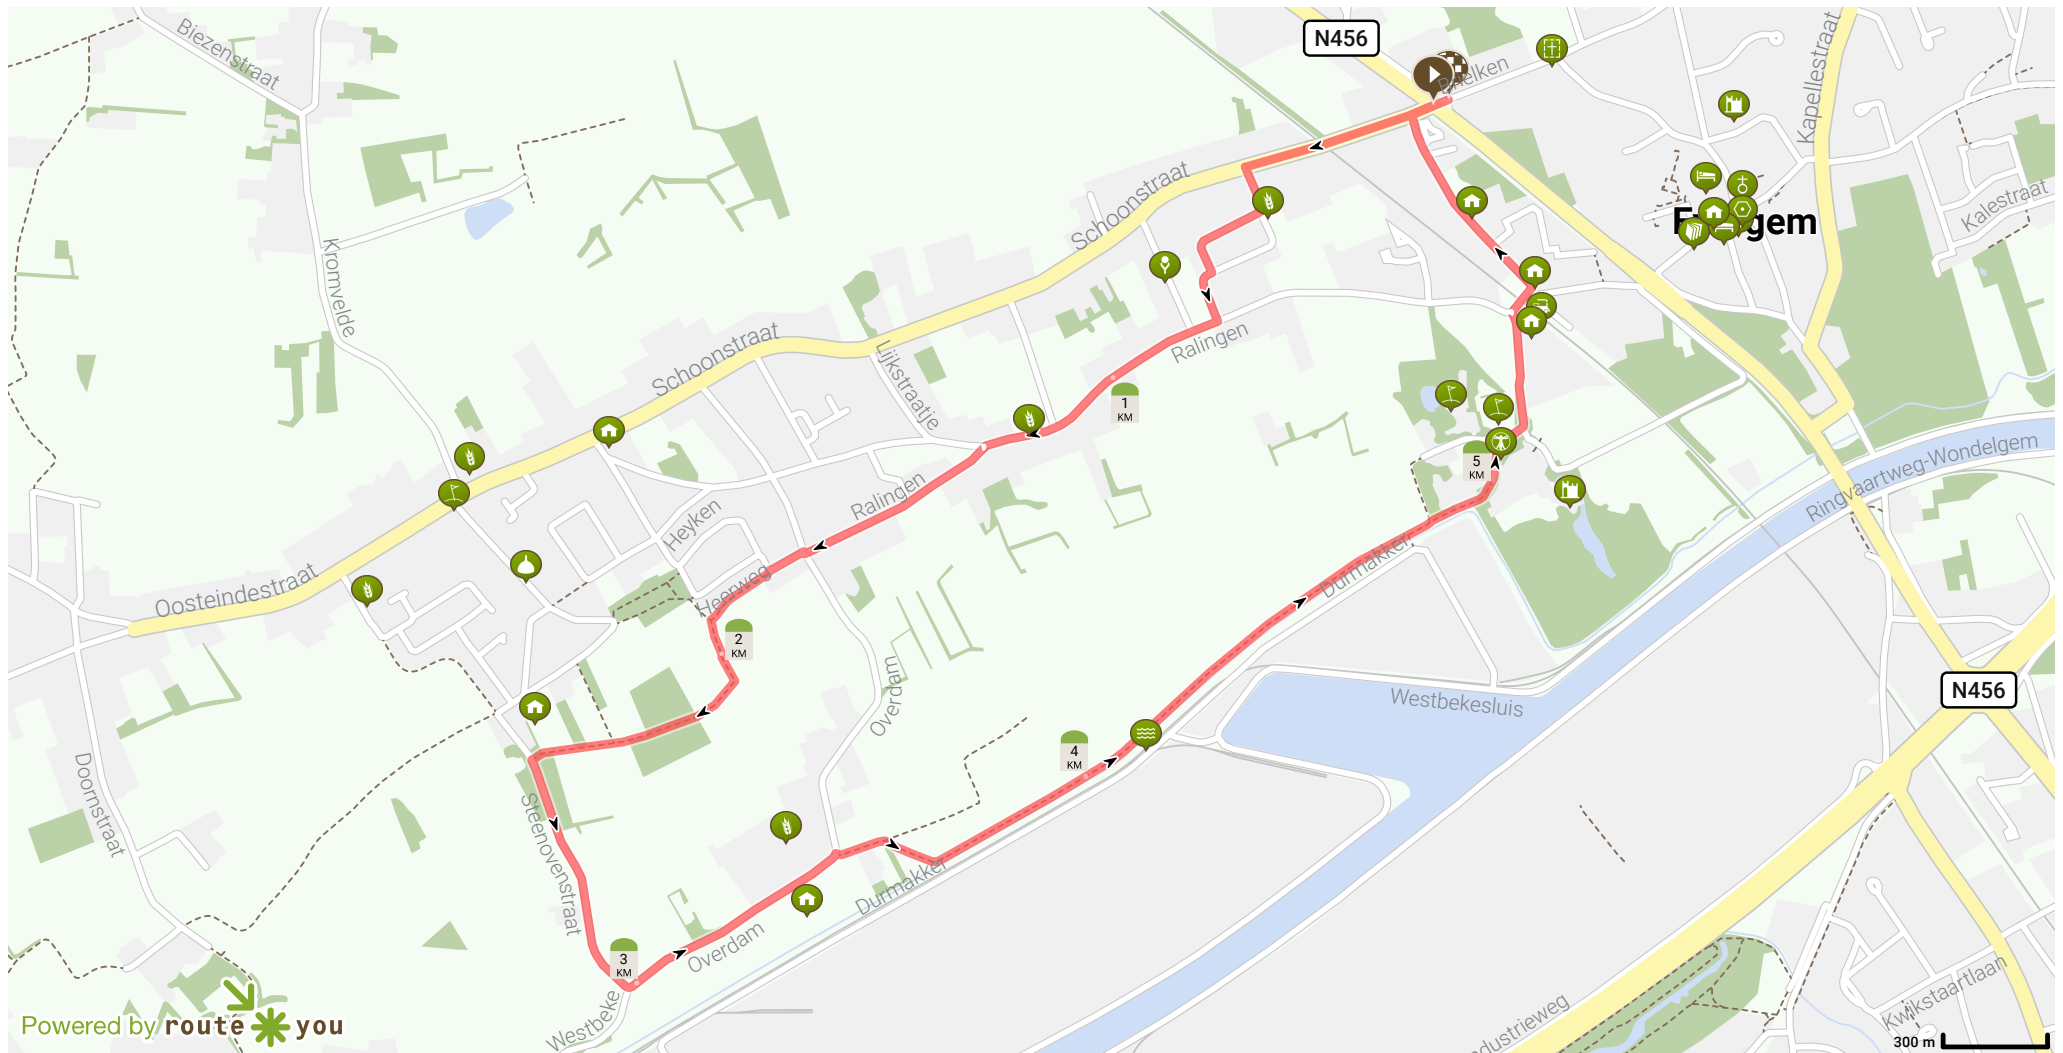 N456
Biezenstraat
Kapellestraat
Schoonstraat
Kalestraat
Kromvelde
Ralingen
Schoonstraat
Lijkstraatje
1
KM
Ralingen
5
KM
Ringvaartweg-Wondelgem
Heyken
Oosteindestraat
Heerweg
Durmakker
2
KM
Overdam
N456
Westbekesluis
4
KM
Doornstraat
Steenovenstraat
Durmakker
3
KM
Overdam
Westbeke
Kwikstaartlaan
Powered by route you
300 m